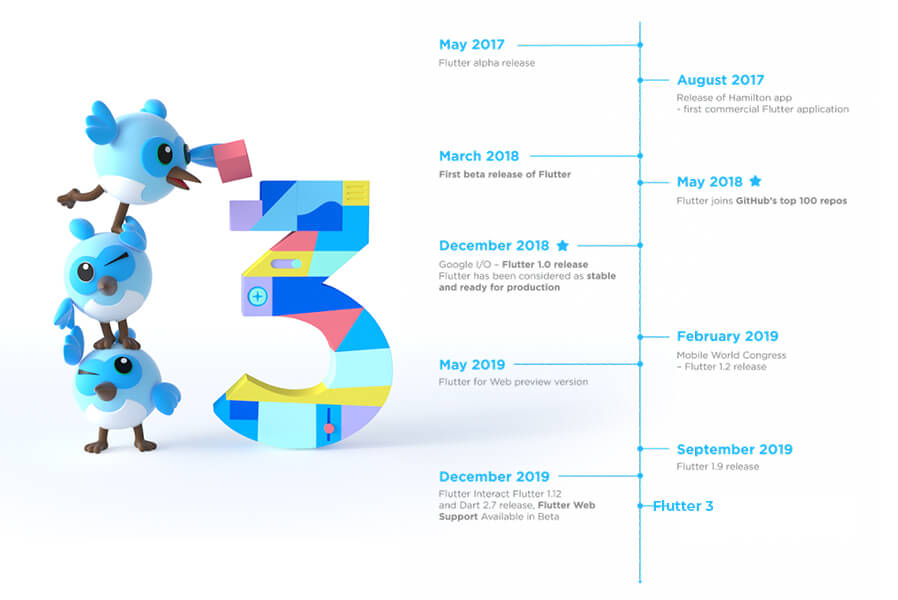 May 2017
Flutter alpha release
August 2017
Release of Hamilton app
- first commercial Flutter application
March 2018
First beta release of Flutter
May 2018
Flutter joins GitHub's top 100 repos
December 2018
Google I/O – Flutter 1.0 release
Flutter has been considered as stable
and ready for production
February 2019
Mobile World Congress
– Flutter 1.2 release
May 2019
Flutter for Web preview version
September 2019
Flutter 1.9 release
December 2019
Flutter Interact Flutter 1.12
and Dart 2.7 release, Flutter Web
Support Available in Beta
Flutter 3
3